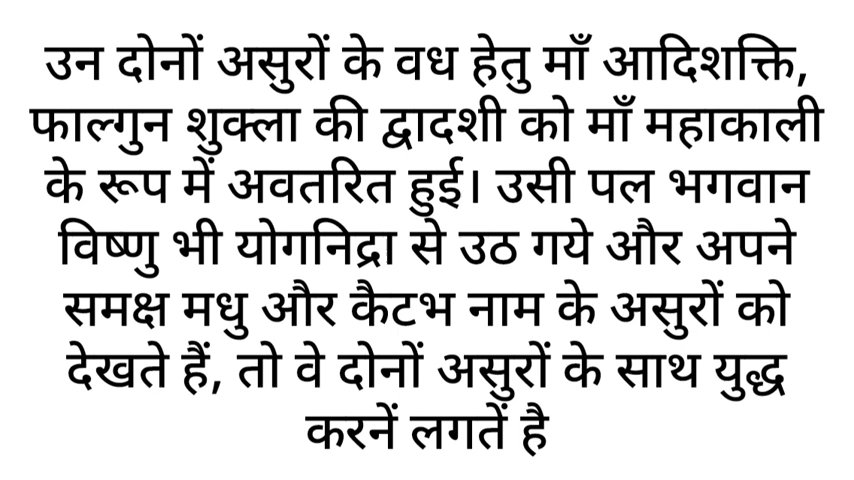 उन दोनों असुरों के वध हेतु माँ आदिशक्ति,
फाल्गुन शुक्ला की द्वादशी को माँ महाकाली
के रूप में अवतरित हुई। उसी पल भगवान
विष्णु भी योगनिद्रा से उठ गये और अपने
समक्ष मधु और कैटभ नाम के असुरों को
देखते हैं, तो वे दोनों असुरों के साथ युद्ध
करनें लगतें है